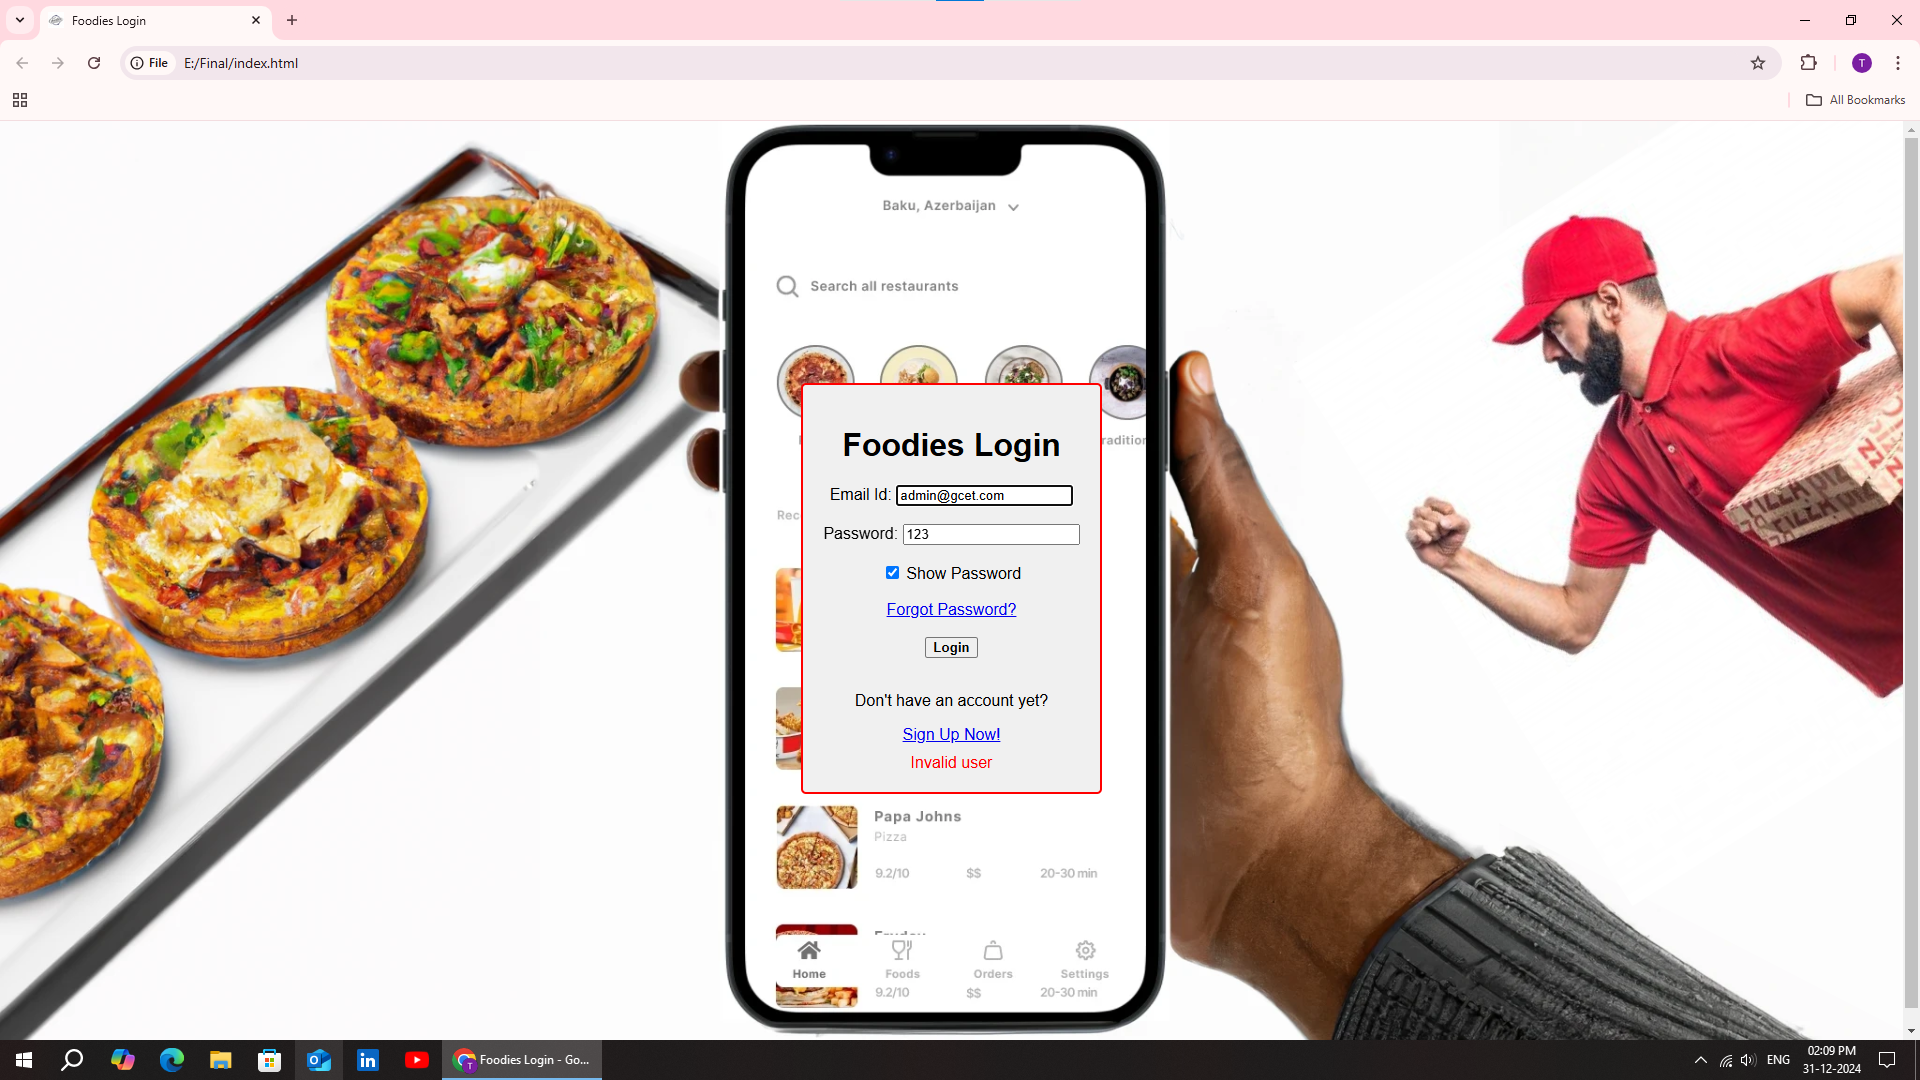 Foodies Login
File
E:/Final/index.html
T
All Bookmarks
Baku, Azerbaijan
Search all restaurants
radition
Rec
Foodies Login
Email Id: admin@gcet.com
Password: 123
Show Password
Forgot Password?
Login
Don't have an account yet?
Sign Up Now!
Invalid user
Papa Johns
Pizza
9.2/10 $$ 20-30 min
Home Foods Orders Settings
9.2/10 $$ 20-30 min
PIZZA
Foodies Login - Go...
ENG
02:09 PM
31-12-2024